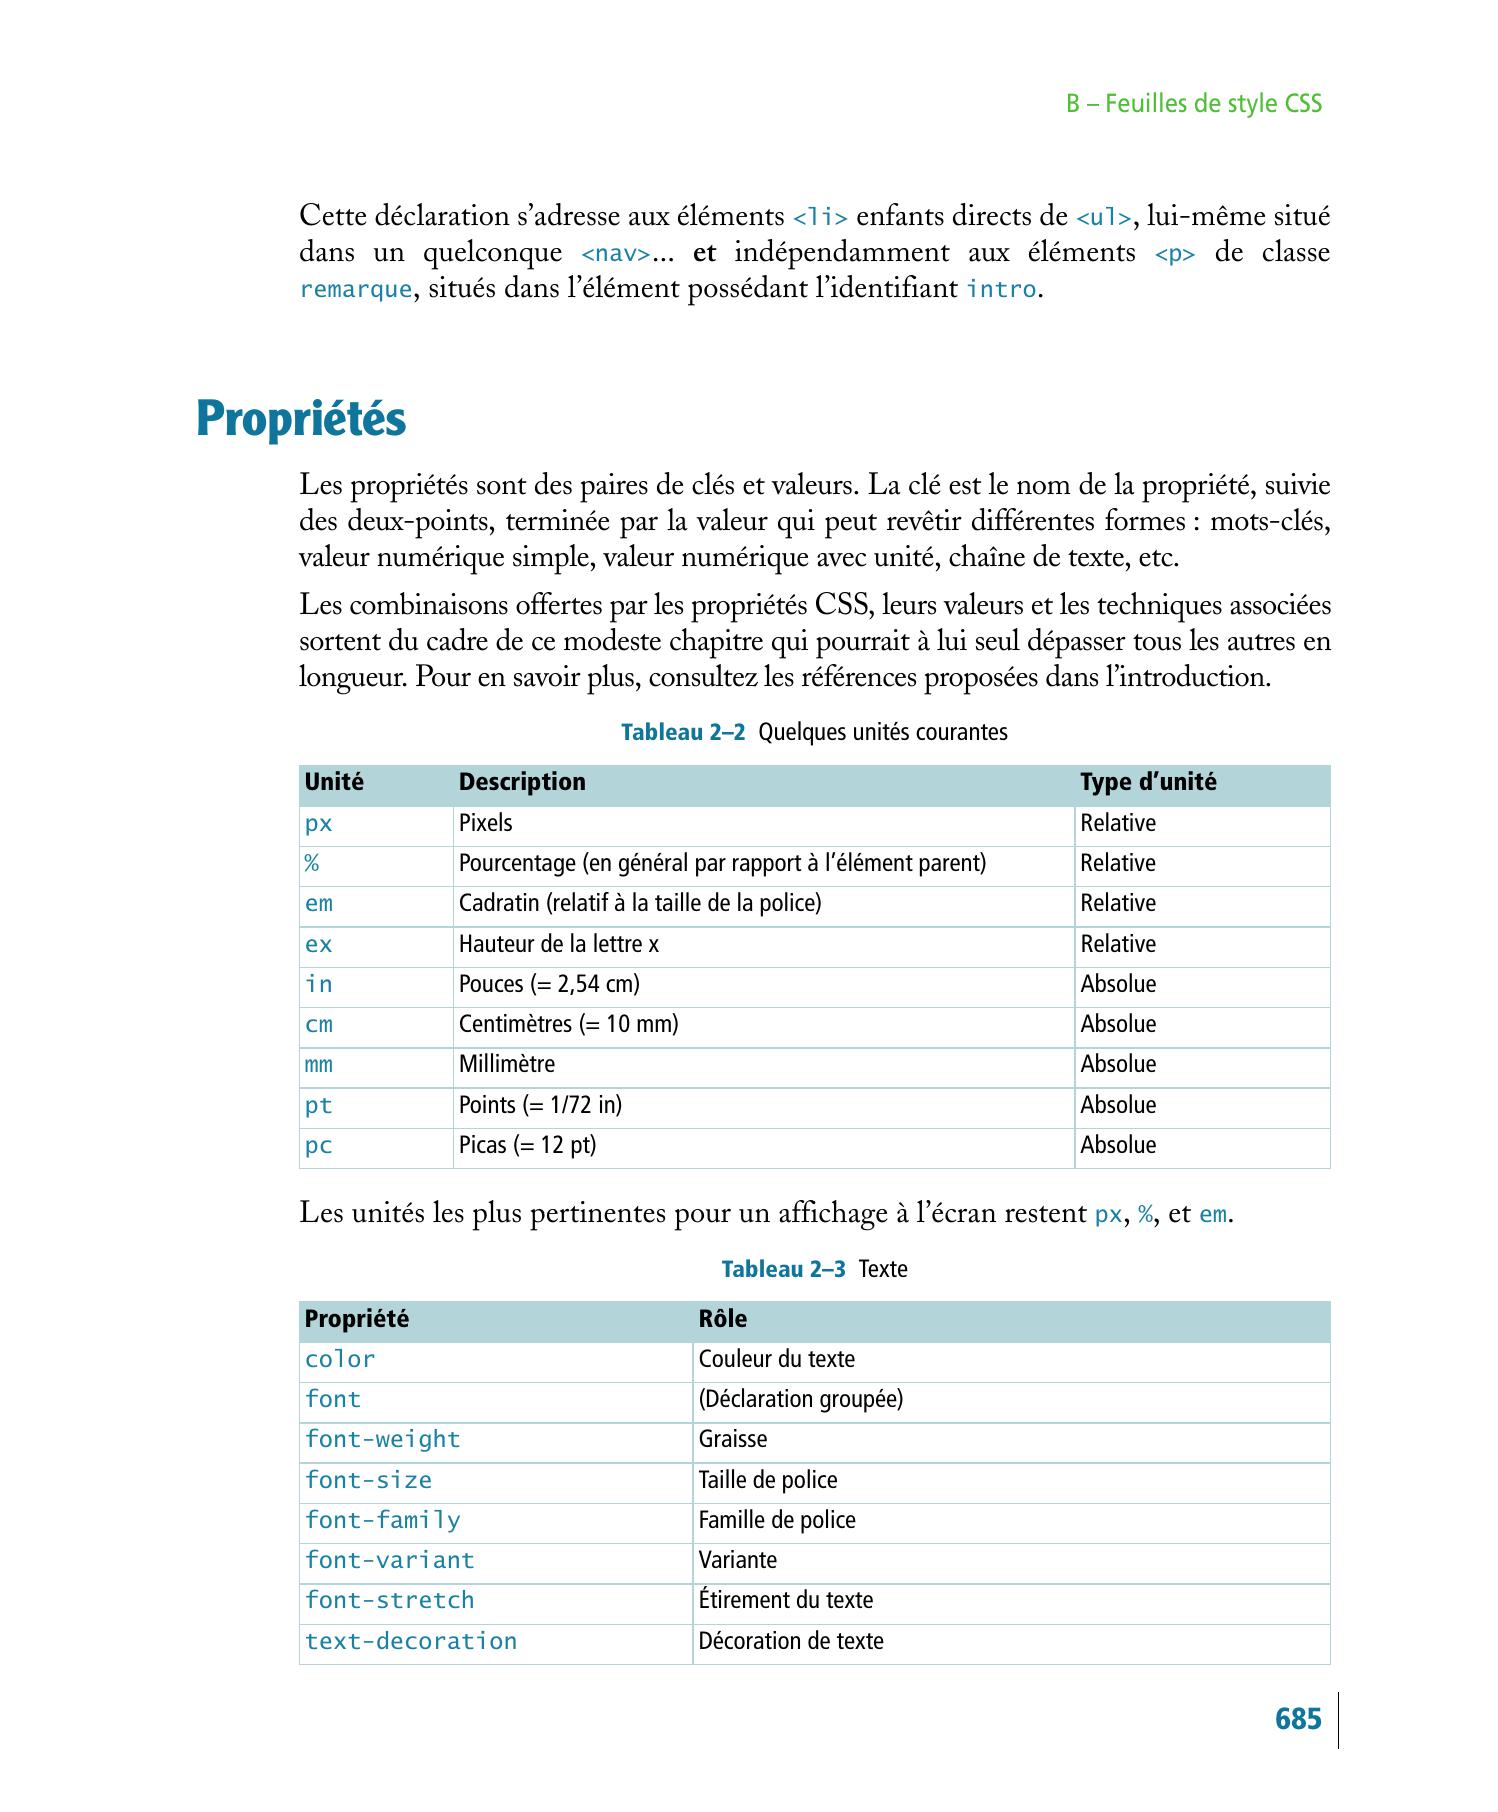 B – Feuilles de style CSS
Cette déclaration s’adresse aux éléments <li> enfants directs de <ul>, lui-même situé
dans un quelconque <nav>... et indépendamment aux éléments <p> de classe
remarque, situés dans l’élément possédant l’identifiant intro.
Propriétés
Les propriétés sont des paires de clés et valeurs. La clé est le nom de la propriété, suivie
des deux-points, terminée par la valeur qui peut revêtir différentes formes : mots-clés,
valeur numérique simple, valeur numérique avec unité, chaîne de texte, etc.
Les combinaisons offertes par les propriétés CSS, leurs valeurs et les techniques associées
sortent du cadre de ce modeste chapitre qui pourrait à lui seul dépasser tous les autres en
longueur. Pour en savoir plus, consultez les références proposées dans l’introduction.
Tableau 2–2 Quelques unités courantes
Unité Description Type d’unité
px Pixels Relative
% Pourcentage (en général par rapport à l’élément parent) Relative
em Cadratin (relatif à la taille de la police) Relative
ex Hauteur de la lettre x Relative
in Pouces (= 2,54 cm) Absolue
cm Centimètres (= 10 mm) Absolue
mm Millimètre Absolue
pt Points (= 1/72 in) Absolue
pc Picas (= 12 pt) Absolue
Les unités les plus pertinentes pour un affichage à l’écran restent px, %, et em.
Tableau 2–3 Texte
Propriété Rôle
color Couleur du texte
font (Déclaration groupée)
font-weight Graisse
font-size Taille de police
font-family Famille de police
font-variant Variante
font-stretch Étirement du texte
text-decoration Décoration de texte
685